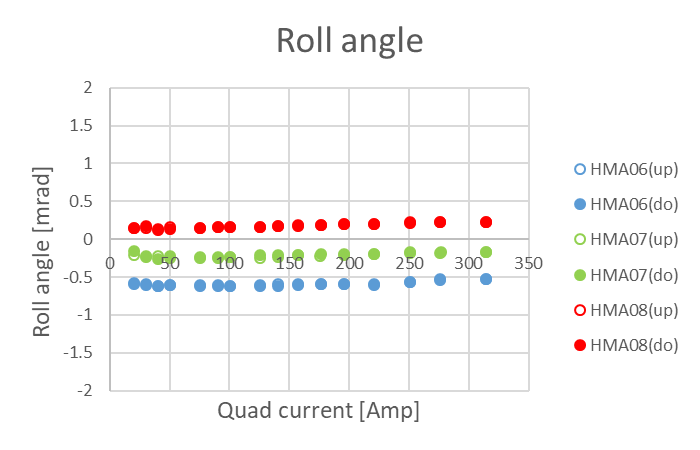 Roll angle
2
1.5
1
0.5
0
-0.5
-1
-1.5
-2
0 50 100 150 200 250 300 350
Roll angle [mrad]
Quad current [Amp]
HMA06(up)
HMA06(do)
HMA07(up)
HMA07(do)
HMA08(up)
HMA08(do)